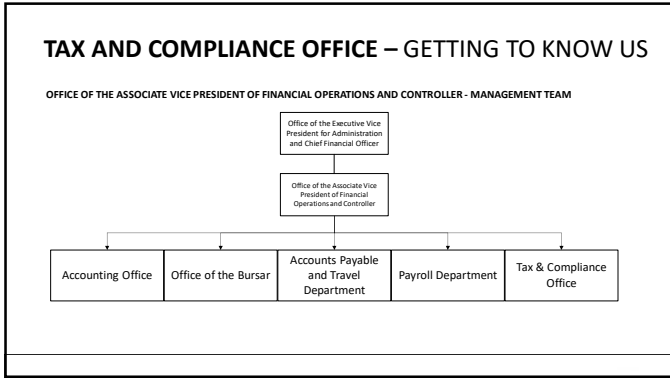 TAX AND COMPLIANCE OFFICE – GETTING TO KNOW US
OFFICE OF THE ASSOCIATE VICE PRESIDENT OF FINANCIAL OPERATIONS AND CONTROLLER - MANAGEMENT TEAM
Office of the Executive Vice
President for Administration
and Chief Financial Officer
Office of the Associate Vice
President of Financial
Operations and Controller
Accounting Office
Office of the Bursar
Accounts Payable
and Travel
Department
Payroll Department
Tax & Compliance
Office